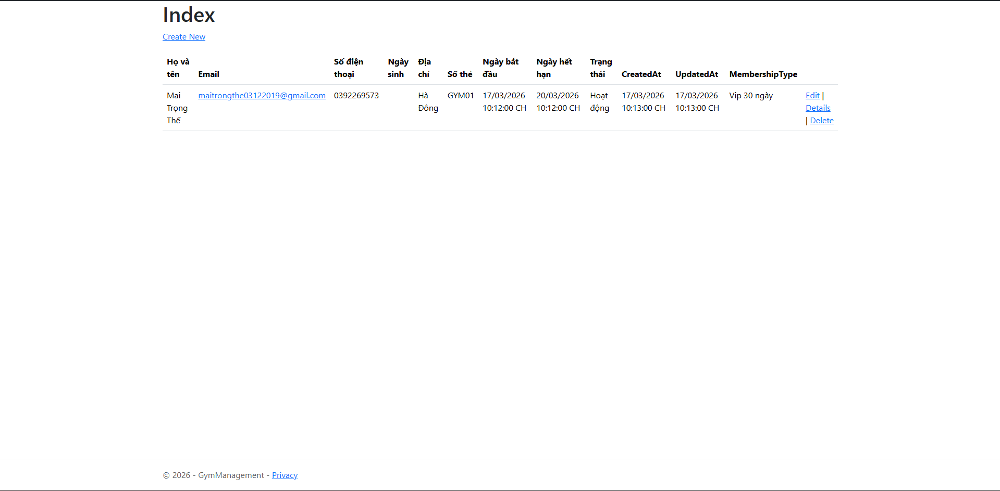 Index
Create New
Họ và tên Email Số điện thoại Ngày sinh Địa chỉ Số thẻ Ngày bắt đầu Ngày hết hạn Trạng thái CreatedAt UpdatedAt MembershipType
Mai Trọng Thế maitrongthe03122019@gmail.com 0392269573 Hà Đông GYM01 17/03/2026 10:12:00 CH 20/03/2026 10:12:00 CH Hoạt động 17/03/2026 10:13:00 CH 17/03/2026 10:13:00 CH Vip 30 ngày Edit | Details | Delete
© 2026 - GymManagement - Privacy